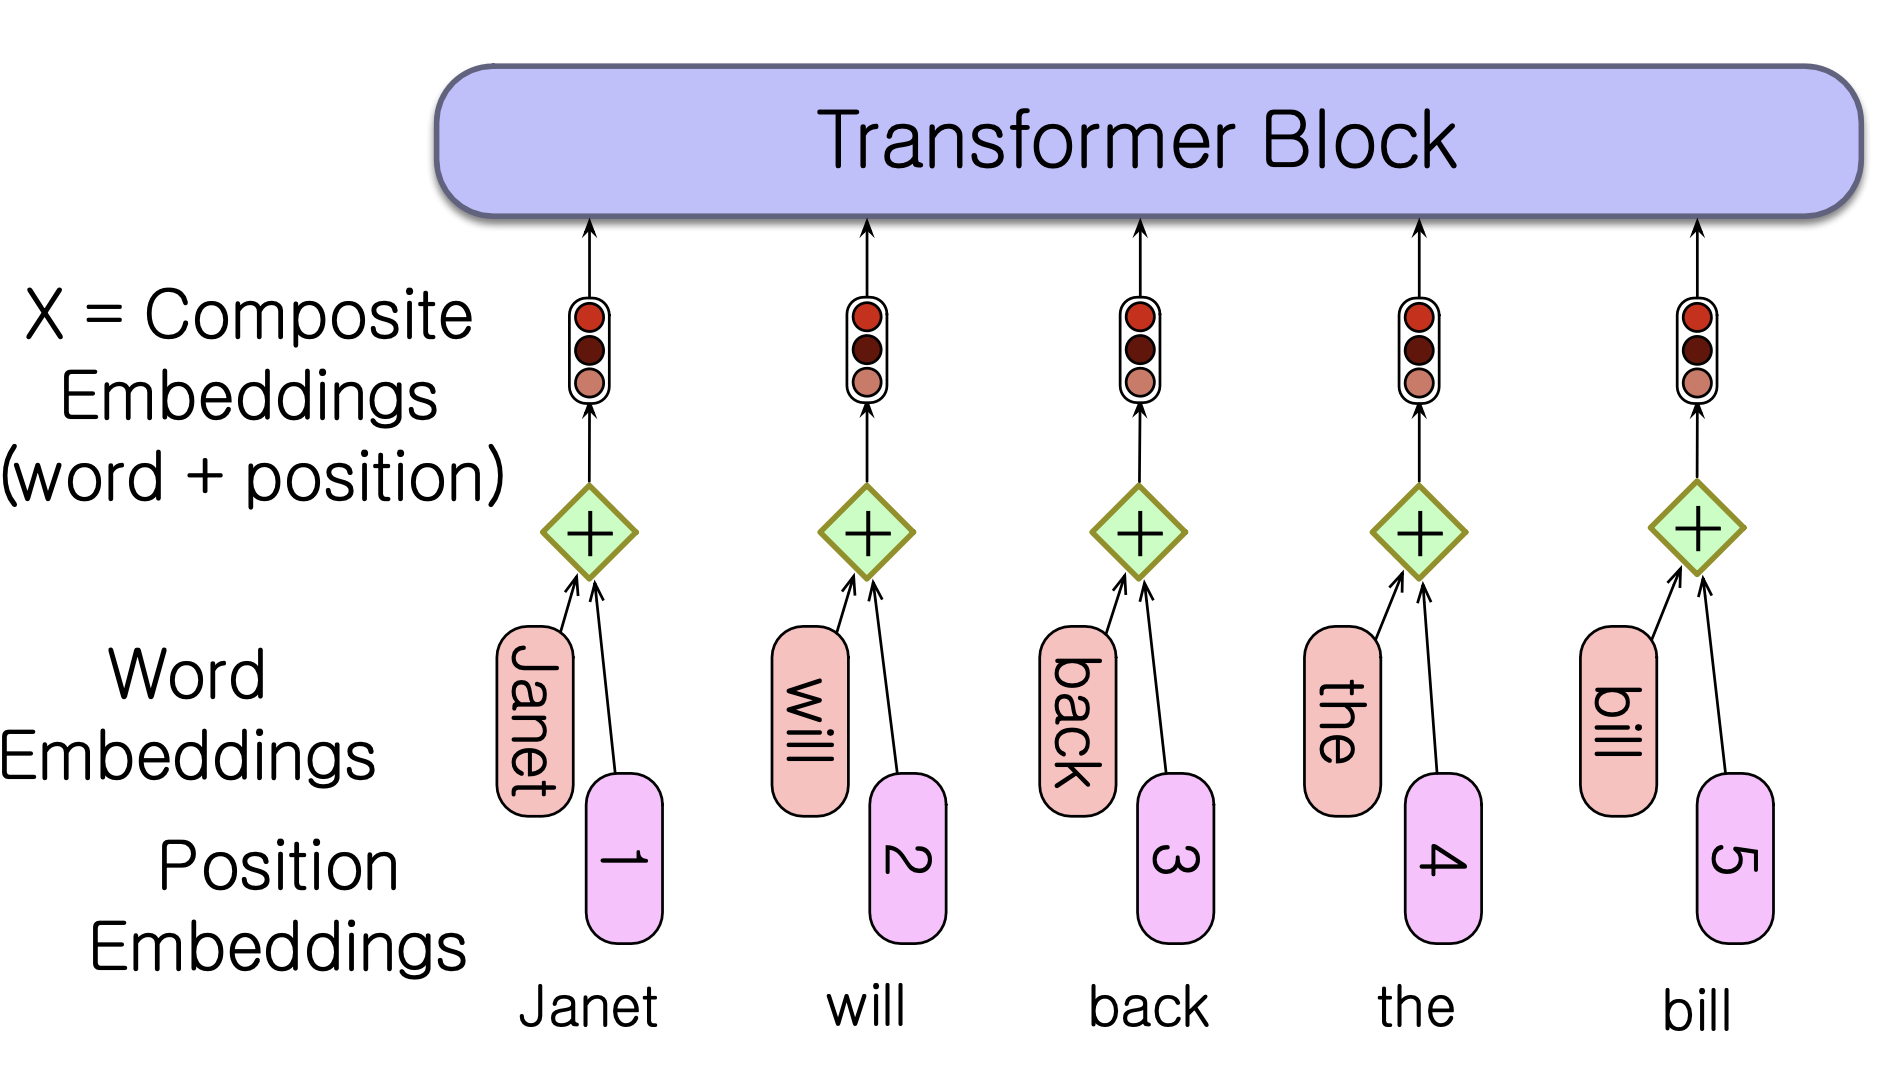 Transformer Block
X = Composite
Embeddings
(word + position)
+ + + + +
Word
Embeddings
Janet will back the bill
Position
Embeddings
1 2 3 4 5
Janet will back the bill